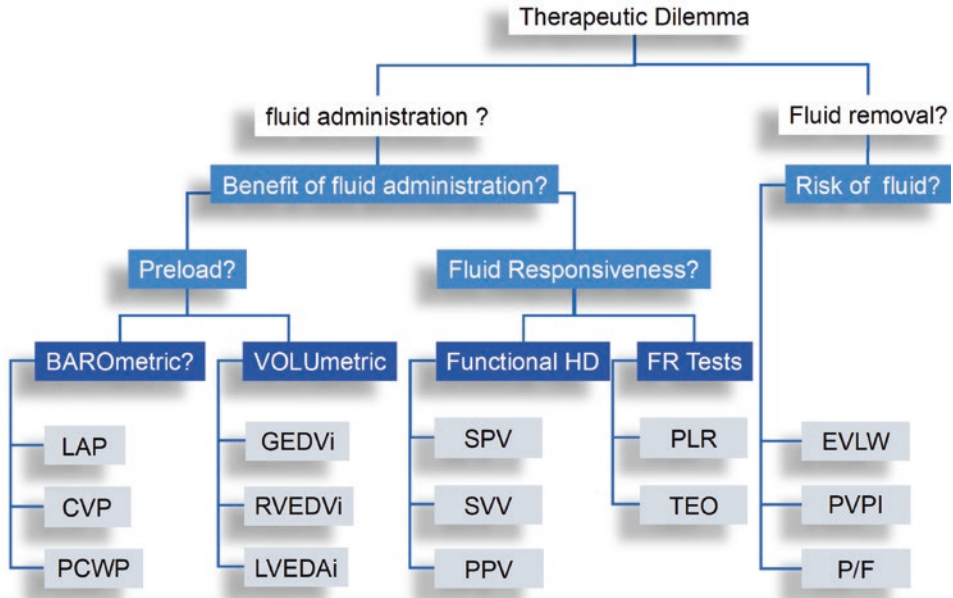 Therapeutic Dilemma
fluid administration ?
Fluid removal?
Benefit of fluid administration?
Risk of fluid?
Preload?
Fluid Responsiveness?
BAROmetric?
VOLUmetric
Functional HD
FR Tests
LAP
GEDVi
SPV
PLR
EVLW
CVP
RVEDVi
SVV
TEO
PVPI
PCWP
LVEDAi
PPV
P/F